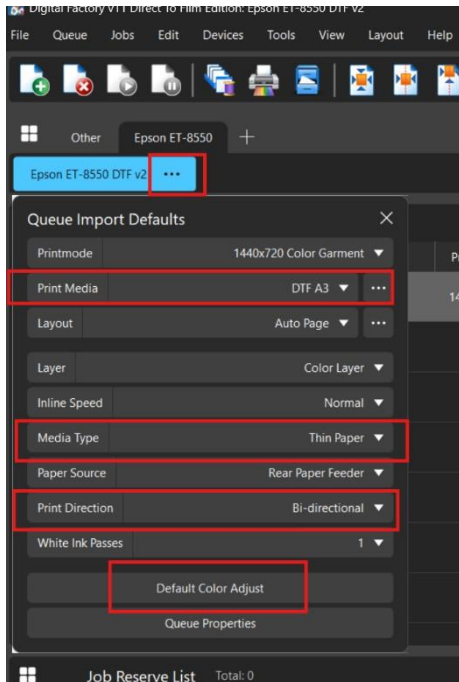 Digital Factory v11 Direct To Film Edition: Epson ET-8550 DTF v2
File Queue Jobs Edit Devices Tools View Layout Help
Other Epson ET-8550 +
Epson ET-8550 DTF v2 •••
Queue Import Defaults
Printmode 1440x720 Color Garment
Print Media DTF A3 •••
Layout Auto Page •••
14
Layer Color Layer
Inline Speed Normal
Media Type Thin Paper
Paper Source Rear Paper Feeder
Print Direction Bi-directional
White Ink Passes 1
Default Color Adjust
Queue Properties
Job Reserve List Total: 0